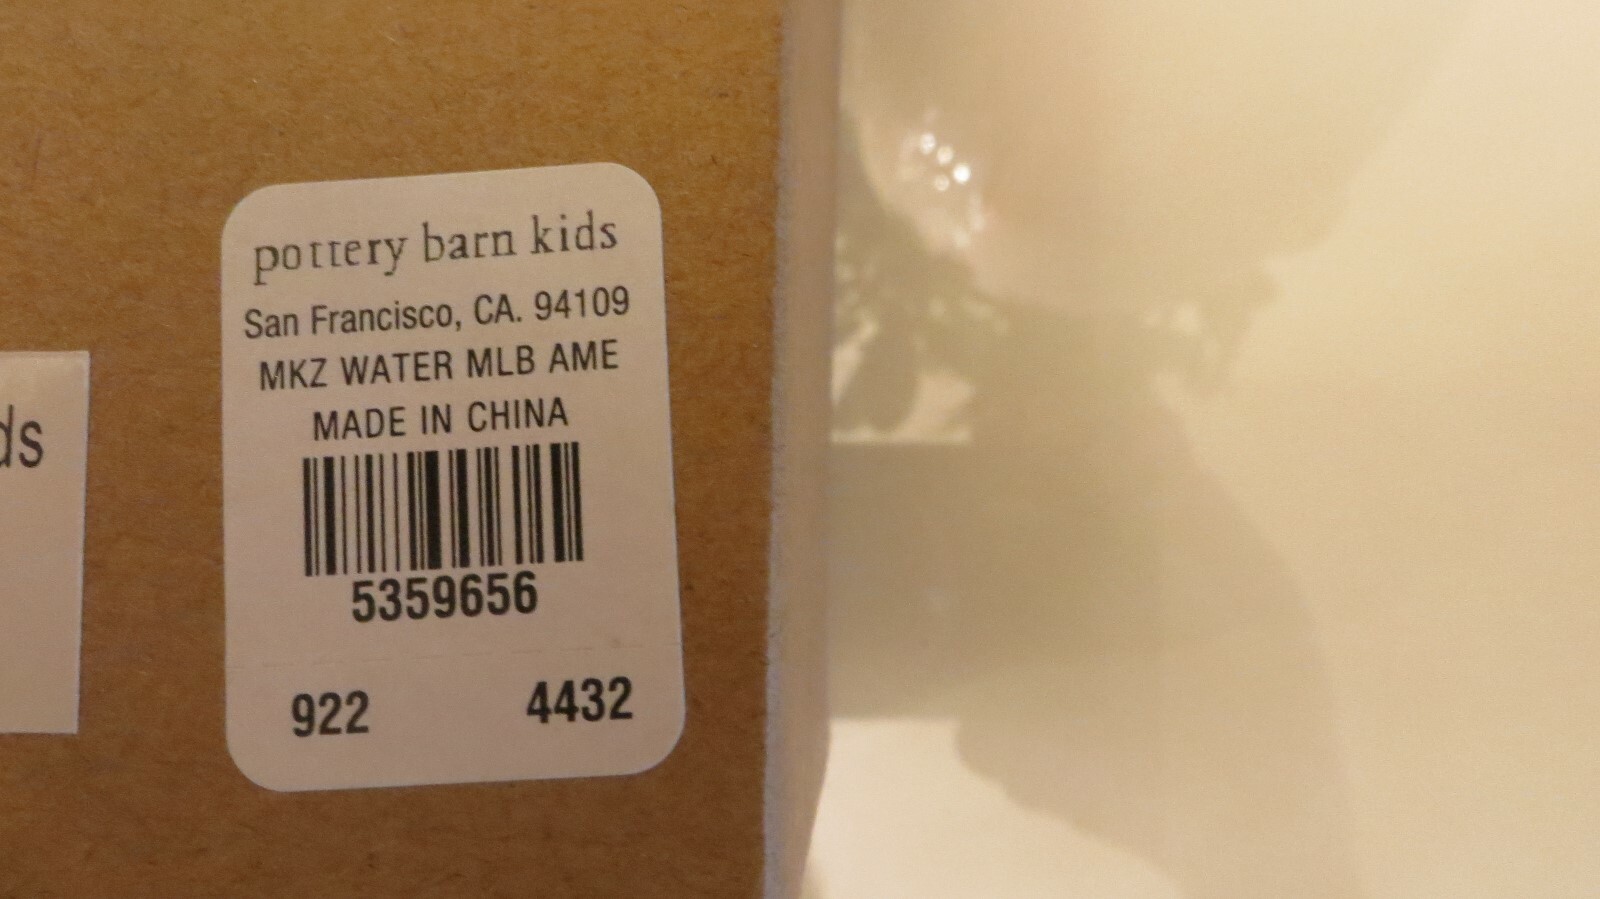 pottery barn kids
San Francisco, CA. 94109
MKZ WATER MLB AME
MADE IN CHINA
5359656
922 4432
ds